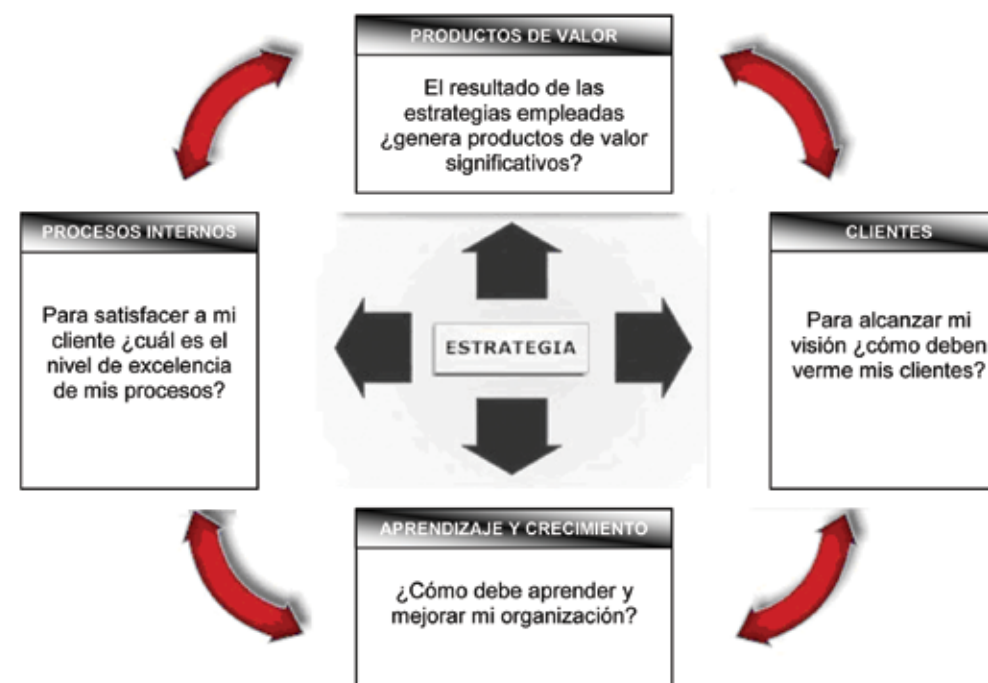 PRODUCTOS DE VALOR
El resultado de las
estrategias empleadas
¿genera productos de valor
significativos?
PROCESOS INTERNOS
Para satisfacer a mi
cliente ¿cuál es el
nivel de excelencia
de mis procesos?
ESTRATEGIA
CLIENTES
Para alcanzar mi
visión ¿cómo deben
verme mis clientes?
APRENDIZAJE Y CRECIMIENTO
¿Cómo debe aprender y
mejorar mi organización?